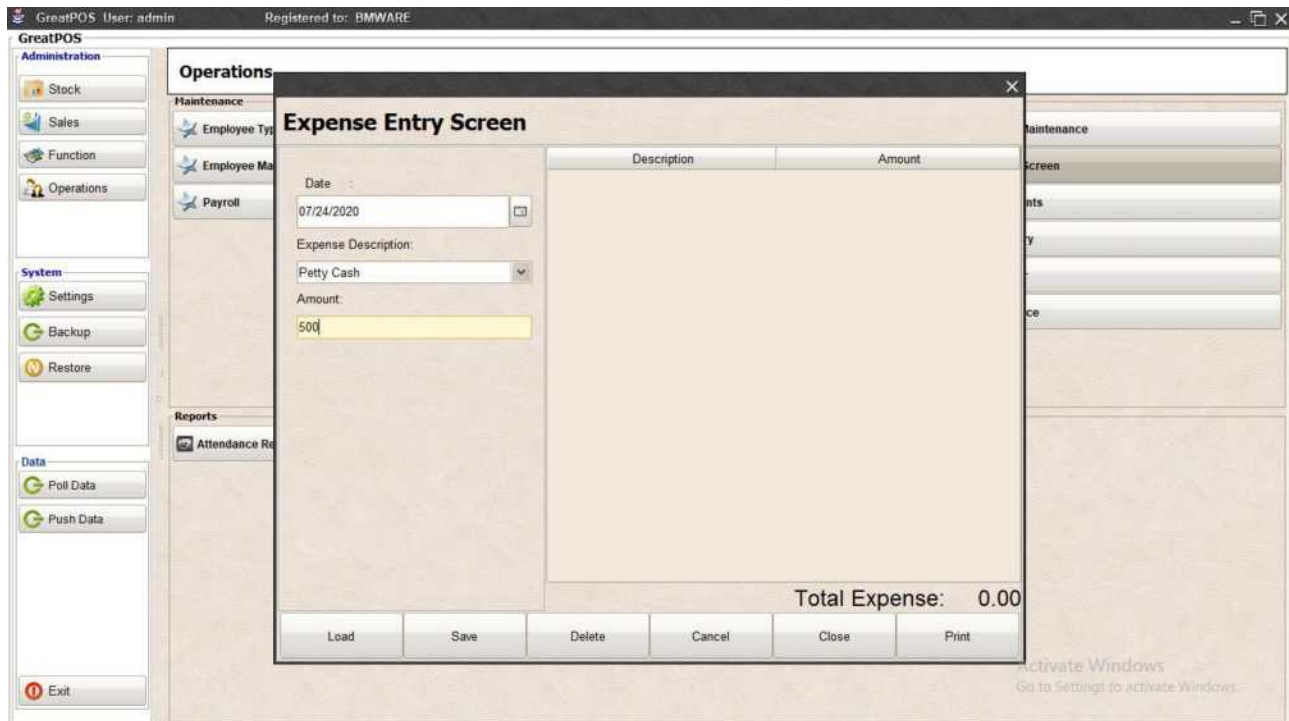 GreatPOS User: admin Registered to: BMWARE
GreatPOS
Administration
Stock
Sales
Function
Operations
System
Settings
Backup
Restore
Data
Poll Data
Push Data
Exit
Operations
Maintenance
Employee Typ
Employee Ma
Payroll
Reports
Attendance Re
Maintenance
Screen
nts
y
ce
Expense Entry Screen
Date :
07/24/2020
Expense Description:
Petty Cash
Amount:
500
Description Amount
Total Expense: 0.00
Load Save Delete Cancel Close Print
Activate Windows
Go to Settings to activate Windows.